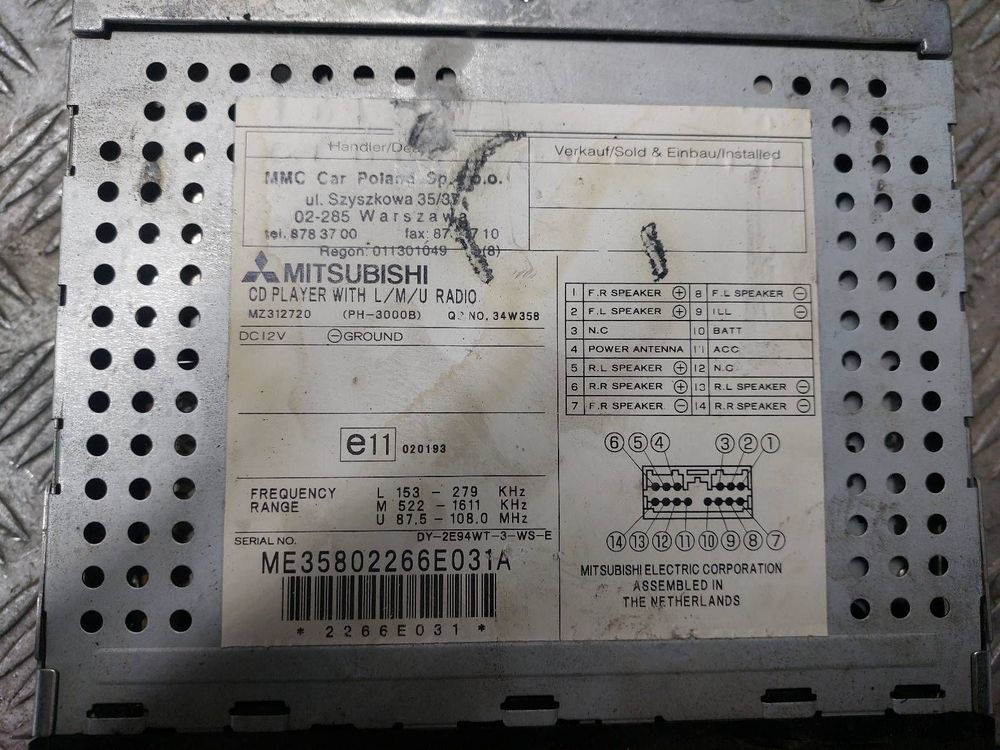 Händler/
Verkauf/Sold & Einbau/Installed
MMC Car Poland Sp. o.o.
ul. Szyszkowa 35/37
02-285 Warszawa
tel. 878 37 00 fax: 87 10
Regon: 011301049 (8)
MITSUBISHI
CD PLAYER WITH L/M/U RADIO
MZ312720 (PH-3000B) NO. 34W358
DC12V ⊖GROUND
e11 020193
FREQUENCY RANGE
L 153 - 279 KHz
M 522 - 1611 KHz
U 87.5 - 108.0 MHz
SERIAL NO. DY-2E94WT-3-WS-E
ME35802266E031A
* 2266E031 *
1 F.R SPEAKER ⊕ 8 F.L SPEAKER ⊖
2 F.L SPEAKER ⊕ 9 ILL ⊖
3 N.C 10 BATT
4 POWER ANTENNA 11 ACC
5 R.L SPEAKER ⊕ 12 N.C
6 R.R SPEAKER ⊕ 13 R.L SPEAKER ⊖
7 F.R SPEAKER ⊖ 14 R.R SPEAKER ⊖
⑥ ⑤ ④ ③ ② ①
⑭ ⑬ ⑫ ⑪ ⑩ ⑨ ⑧ ⑦
MITSUBISHI ELECTRIC CORPORATION
ASSEMBLED IN
THE NETHERLANDS